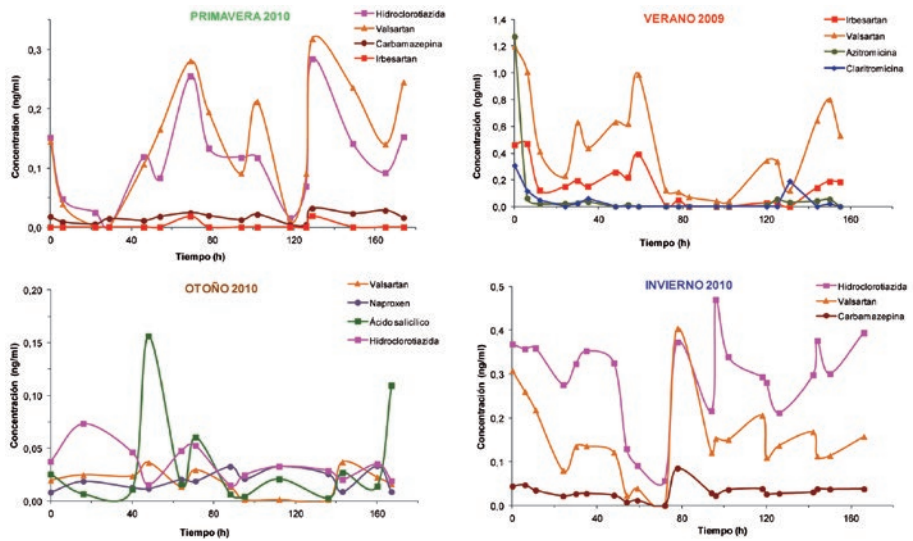 PRIMAVERA 2010
Hidroclorotiazida
Valsartan
Carbamazepina
Irbesartan
Concentration (ng/ml)
0,3
0,2
0,1
0,0
0 40 80 120 160
Tiempo (h)
VERANO 2009
Irbesartan
Valsartan
Azitromicina
Claritromicina
Concentración (ng/ml)
1,4
1,2
1,0
0,8
0,6
0,4
0,2
0,0
0 40 80 120 160
Tiempo (h)
OTOÑO 2010
Valsartan
Naproxen
Ácido salicílico
Hidroclorotiazida
Concentración (ng/ml)
0,20
0,15
0,10
0,05
0,00
0 40 80 120 160
Tiempo (h)
INVIERNO 2010
Hidroclorotiazida
Valsartan
Carbamazepina
Concentración (ng/ml)
0,5
0,4
0,3
0,2
0,1
0,0
0 40 80 120 160
Tiempo (h)